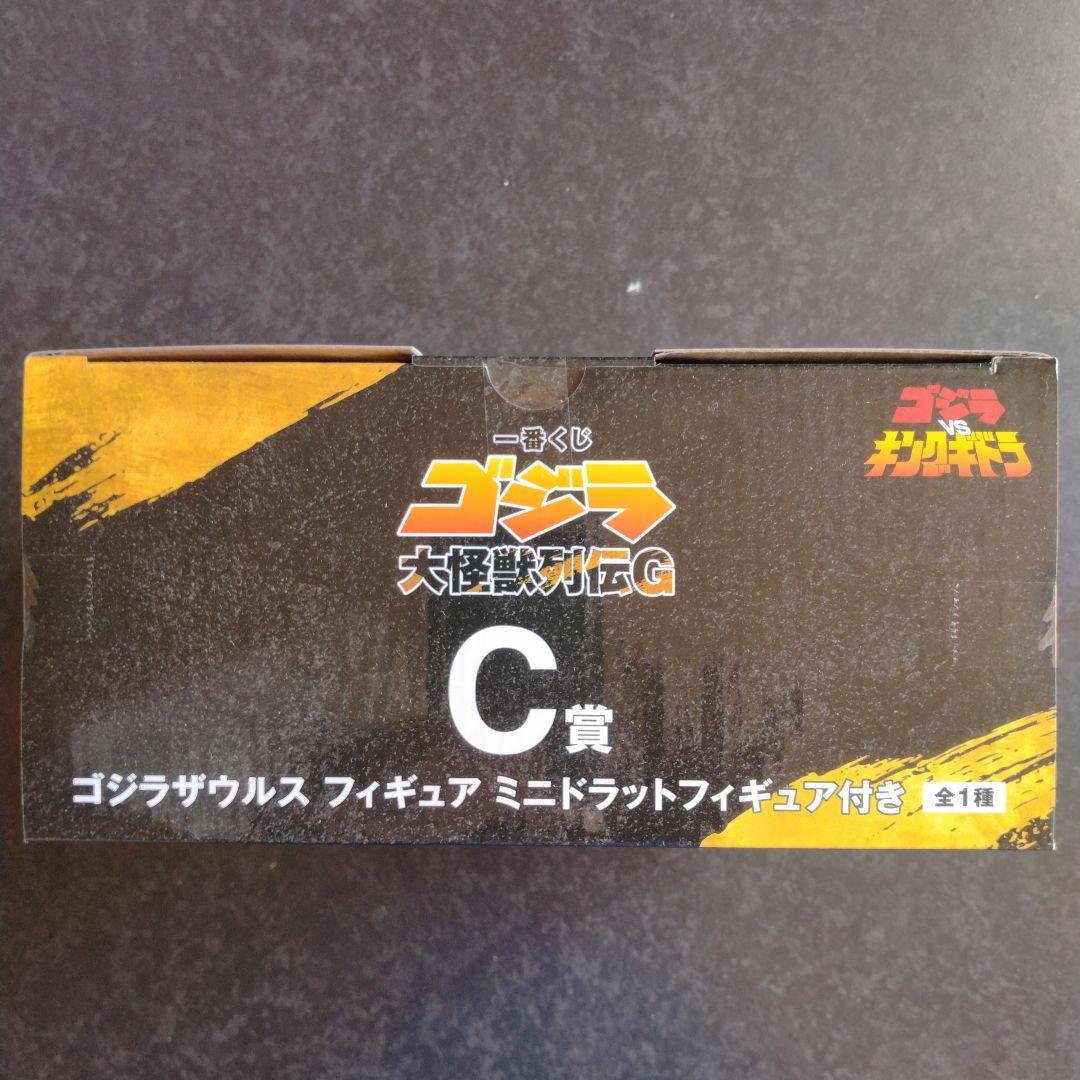 一番くじ
ゴジラ
大怪獣列伝G
ゴジラ
VS
キングギドラ
C賞
ゴジラザウルス フィギュア ミニドラットフィギュア付き 全1種